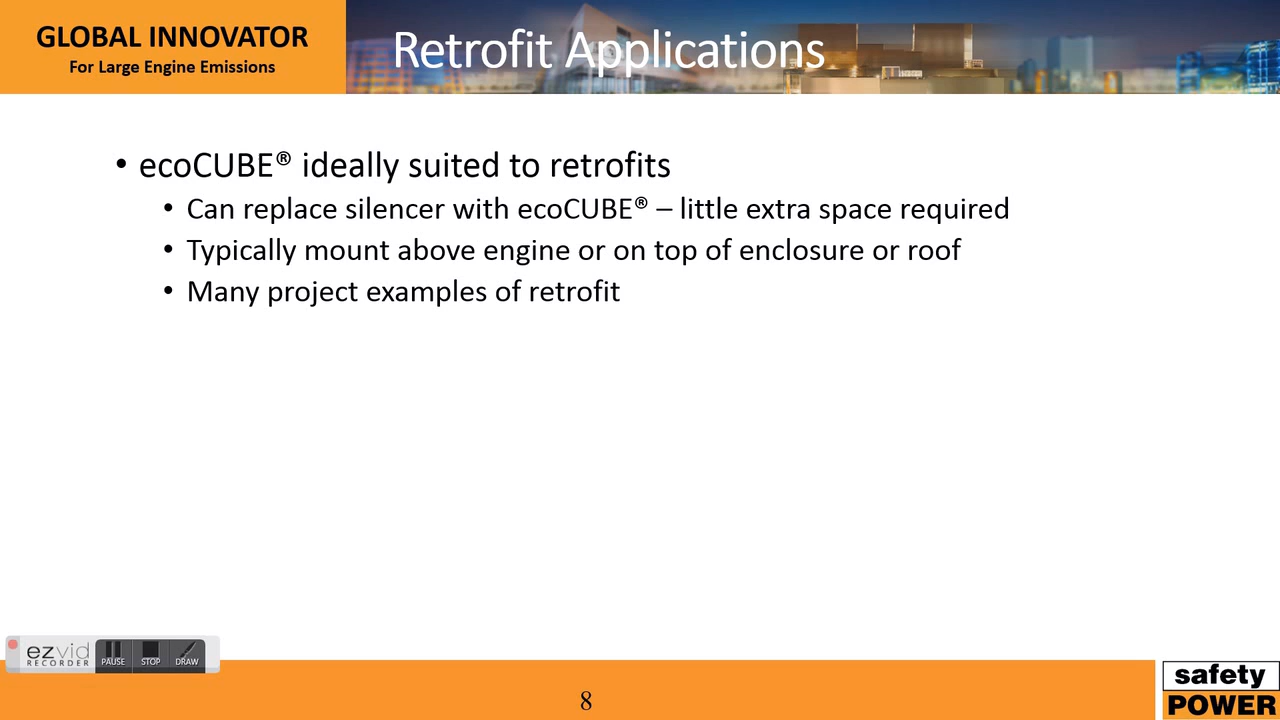 GLOBAL INNOVATOR
For Large Engine Emissions
Retrofit Applications
• ecoCUBE® ideally suited to retrofits
• Can replace silencer with ecoCUBE® – little extra space required
• Typically mount above engine or on top of enclosure or roof
• Many project examples of retrofit
ezvid
RECORDER
PAUSE
STOP
DRAW
8
safety
POWER